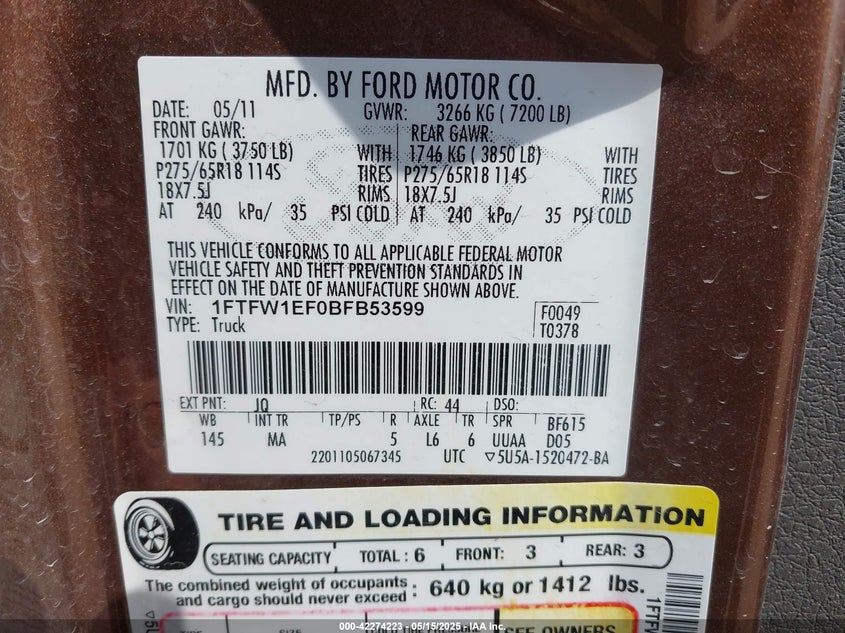 MFD. BY FORD MOTOR CO.
DATE: 05/11 GVWR: 3266 KG ( 7200 LB)
FRONT GAWR: REAR GAWR:
1701 KG ( 3750 LB) WITH 1746 KG ( 3850 LB) WITH
P275/65R18 114S TIRES P275/65R18 114S TIRES
18X7.5J RIMS 18X7.5J RIMS
AT 240 kPa/ 35 PSI COLD AT 240 kPa/ 35 PSI COLD
THIS VEHICLE CONFORMS TO ALL APPLICABLE FEDERAL MOTOR
VEHICLE SAFETY AND THEFT PREVENTION STANDARDS IN
EFFECT ON THE DATE OF MANUFACTURE SHOWN ABOVE.
VIN: 1FTFW1EF0BFB53599 F0049
TYPE: Truck T0378
EXT PNT: JQ RC: 44 DSO:
WB INT TR TP/PS R AXLE TR SPR BF615
145 MA 5 L6 6 UUAA D05
2201105067345 UTC ▽5U5A-1520472-BA
TIRE AND LOADING INFORMATION
SEATING CAPACITY TOTAL : 6 FRONT: 3 REAR: 3
The combined weight of occupants
and cargo should never exceed : 640 kg or 1412 lbs.
SEE OWNERS
1FTF
▽5U
000-42274223 - 05/15/2025 - IAA Inc.